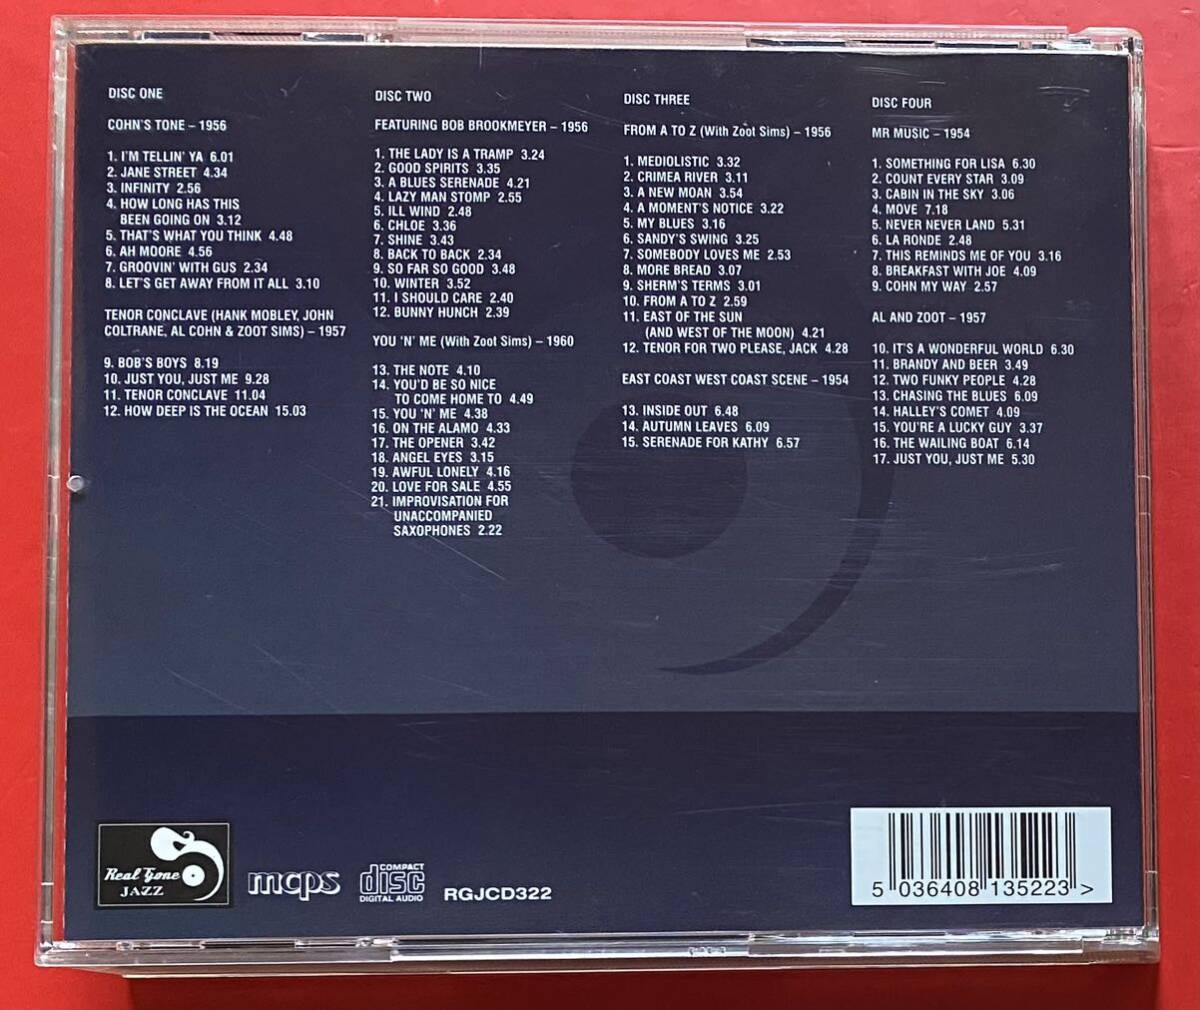 DISC ONE
COHN'S TONE – 1956
1. I'M TELLIN' YA 6.01
2. JANE STREET 4.34
3. INFINITY 2.56
4. HOW LONG HAS THIS
BEEN GOING ON 3.12
5. THAT'S WHAT YOU THINK 4.48
6. AH MOORE 4.56
7. GROOVIN' WITH GUS 2.34
8. LET'S GET AWAY FROM IT ALL 3.10
TENOR CONCLAVE (HANK MOBLEY, JOHN
COLTRANE, AL COHN & ZOOT SIMS) – 1957
9. BOB'S BOYS 8.19
10. JUST YOU, JUST ME 9.28
11. TENOR CONCLAVE 11.04
12. HOW DEEP IS THE OCEAN 15.03
DISC TWO
FEATURING BOB BROOKMEYER – 1956
1. THE LADY IS A TRAMP 3.24
2. GOOD SPIRITS 3.35
3. A BLUES SERENADE 4.21
4. LAZY MAN STOMP 2.55
5. ILL WIND 2.48
6. CHLOE 3.36
7. SHINE 3.43
8. BACK TO BACK 2.34
9. SO FAR SO GOOD 3.48
10. WINTER 3.52
11. I SHOULD CARE 2.40
12. BUNNY HUNCH 2.39
YOU 'N' ME (With Zoot Sims) – 1960
13. THE NOTE 4.10
14. YOU'D BE SO NICE
TO COME HOME TO 4.49
15. YOU 'N' ME 4.38
16. ON THE ALAMO 4.33
17. THE OPENER 3.42
18. ANGEL EYES 3.15
19. AWFUL LONELY 4.16
20. LOVE FOR SALE 4.55
21. IMPROVISATION FOR
UNACCOMPANIED
SAXOPHONES 2.22
DISC THREE
FROM A TO Z (With Zoot Sims) – 1956
1. MEDIOLISTIC 3.32
2. CRIMEA RIVER 3.11
3. A NEW MOAN 3.54
4. A MOMENT'S NOTICE 3.22
5. MY BLUES 3.16
6. SANDY'S SWING 3.25
7. SOMEBODY LOVES ME 2.53
8. MORE BREAD 3.07
9. SHERM'S TERMS 3.01
10. FROM A TO Z 2.59
11. EAST OF THE SUN
(AND WEST OF THE MOON) 4.21
12. TENOR FOR TWO PLEASE, JACK 4.28
EAST COAST WEST COAST SCENE – 1954
13. INSIDE OUT 6.48
14. AUTUMN LEAVES 6.09
15. SERENADE FOR KATHY 6.57
DISC FOUR
MR MUSIC – 1954
1. SOMETHING FOR LISA 6.30
2. COUNT EVERY STAR 3.09
3. CABIN IN THE SKY 3.06
4. MOVE 7.18
5. NEVER NEVER LAND 5.31
6. LA RONDE 2.48
7. THIS REMINDS ME OF YOU 3.16
8. BREAKFAST WITH JOE 4.09
9. COHN MY WAY 2.57
AL AND ZOOT – 1957
10. IT'S A WONDERFUL WORLD 6.30
11. BRANDY AND BEER 3.49
12. TWO FUNKY PEOPLE 4.28
13. CHASING THE BLUES 6.09
14. HALLEY'S COMET 4.09
15. YOU'RE A LUCKY GUY 3.37
16. THE WAILING BOAT 6.14
17. JUST YOU, JUST ME 5.30
Real Gone
JAZZ
mcps
COMPACT
disc
DIGITAL AUDIO
RGJCD322
5 036408 135223 >